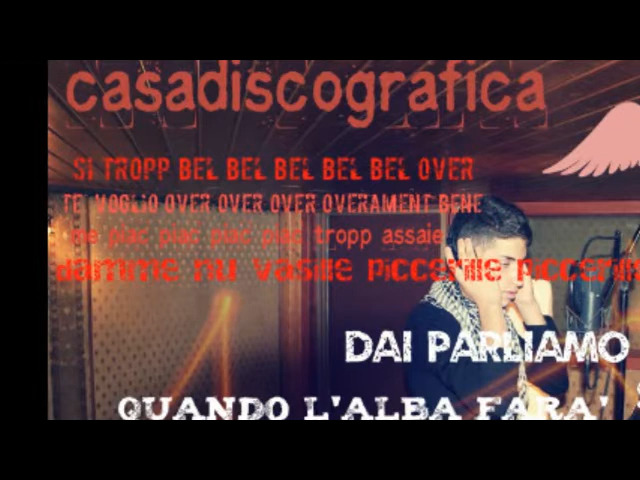 casadiscografica
SI TROPP BEL BEL BEL BEL BEL OVER
TE VOGLIO OVER OVER OVER OVERAMENT BENE
me piac piac piac piac tropp assaie
damme nu vasille piccerille piccerill
DAI PARLIAMO
QUANDO L'ALBA FARA'